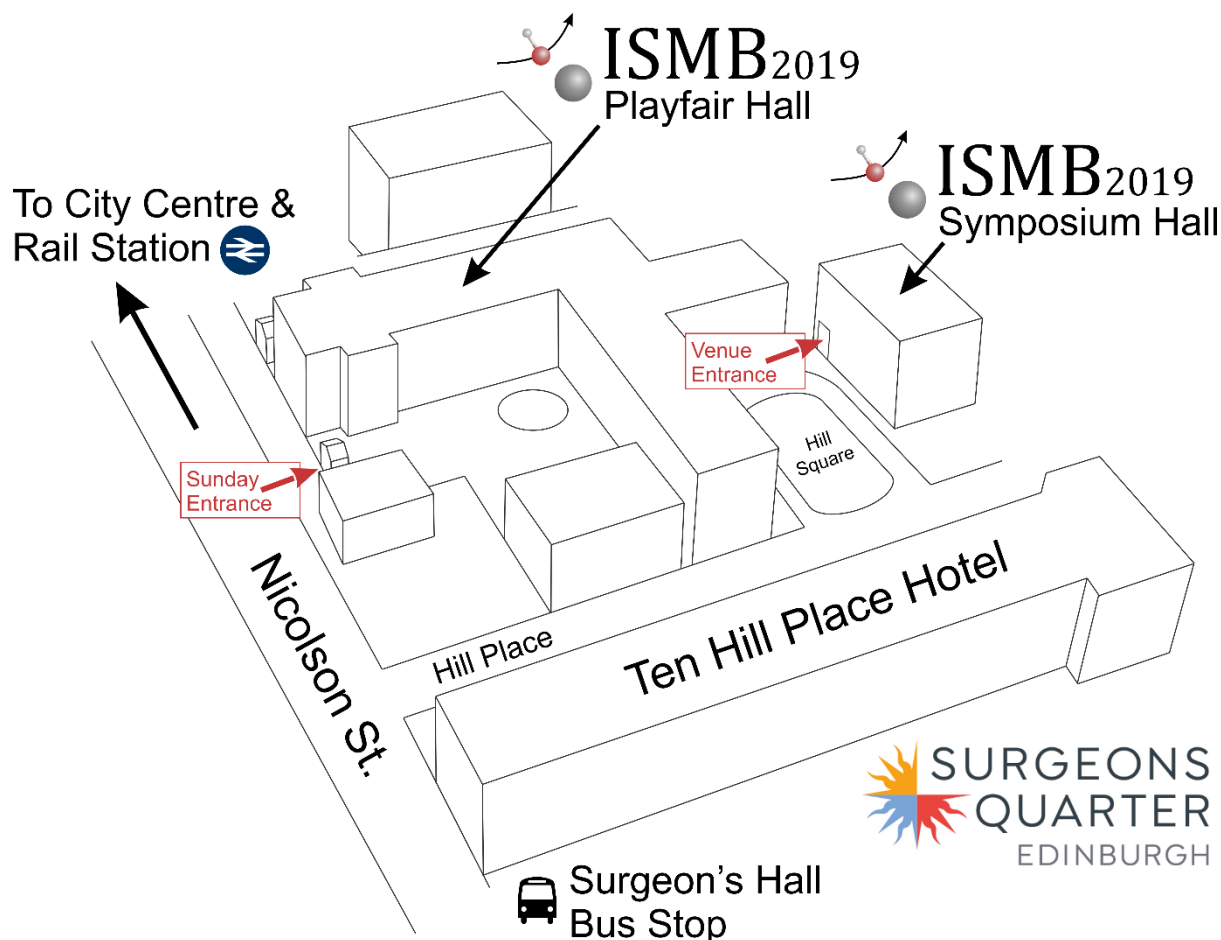 ISMB2019
Playfair Hall
ISMB2019
Symposium Hall
To City Centre &
Rail Station
Venue
Entrance
Hill
Square
Sunday
Entrance
Nicolson St.
Hill Place
Ten Hill Place Hotel
SURGEONS
QUARTER
EDINBURGH
Surgeon's Hall
Bus Stop